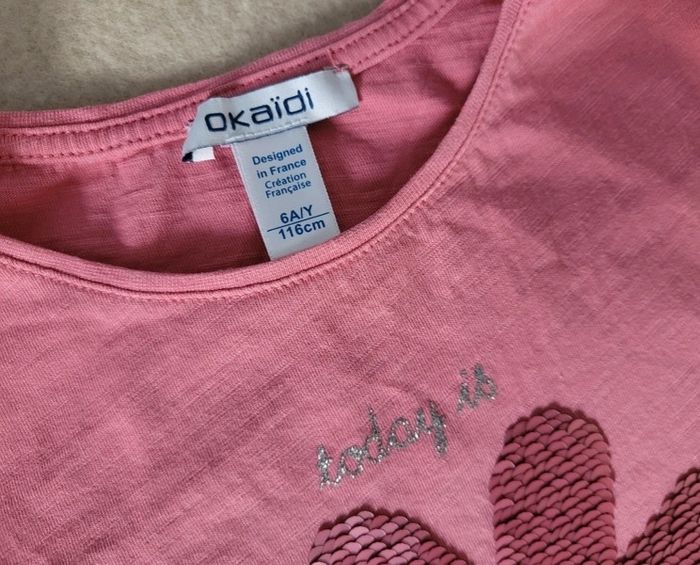 OKaïdi
Designed
in France
Création
Française
6A/Y
116cm
today is